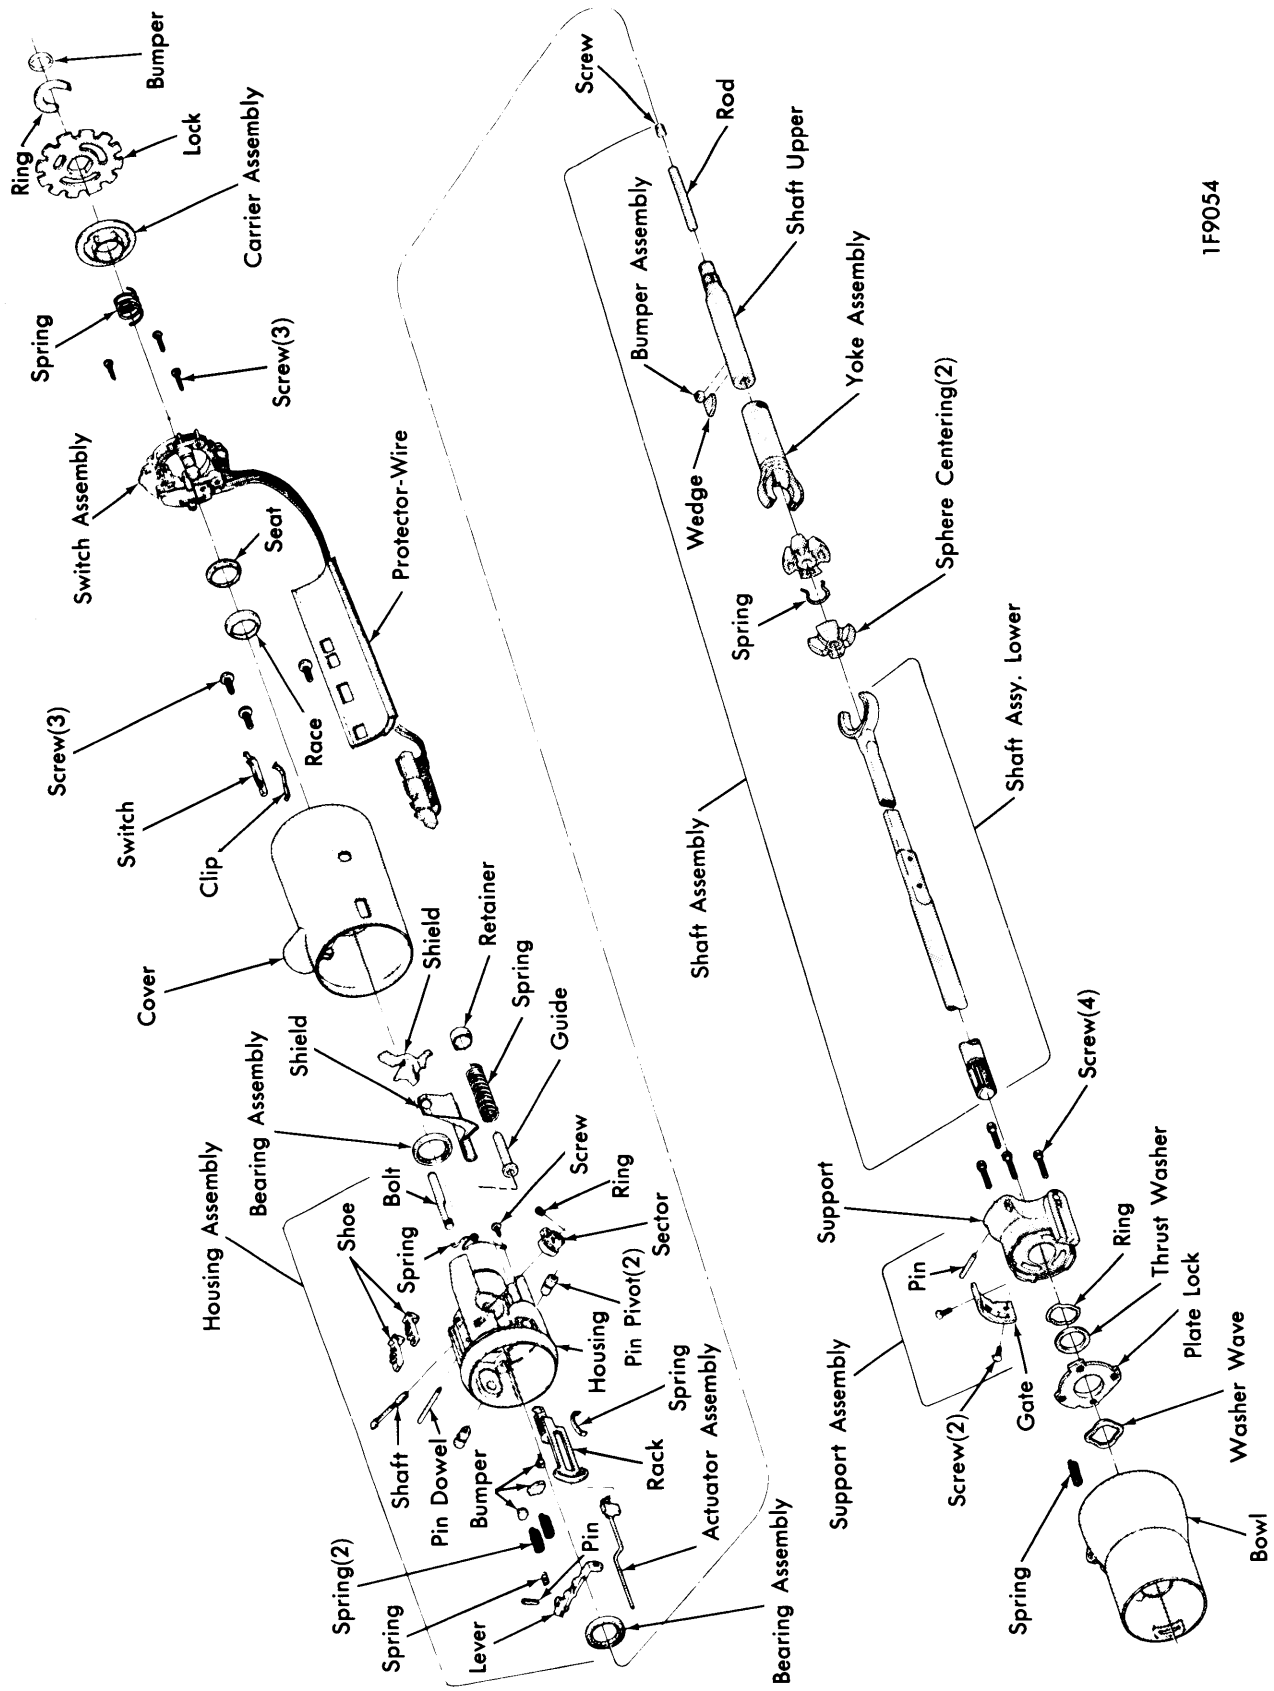 Bumper
Ring
Lock
Carrier Assembly
Spring
Screw(3)
Switch Assembly
Seat
Protector-Wire
Race
Screw(3)
Switch
Clip
Cover
Shield
Retainer
Spring
Guide
Shield
Bearing Assembly
Housing Assembly
Bolt
Shoe
Spring
Screw
Ring
Sector
Pin Pivot(2)
Housing
Spring
Shaft
Pin Dowel
Bumper
Rack
Actuator Assembly
Spring(2)
Pin
Spring
Lever
Bearing Assembly
Screw
Rod
Shaft Upper
Bumper Assembly
Yoke Assembly
Wedge
Sphere Centering(2)
Spring
Shaft Assy. Lower
Shaft Assembly
Screw(4)
Support
Pin
Thrust Washer
Ring
Plate Lock
Support Assembly
Gate
Screw(2)
Washer Wave
Spring
Bowl
1F9054